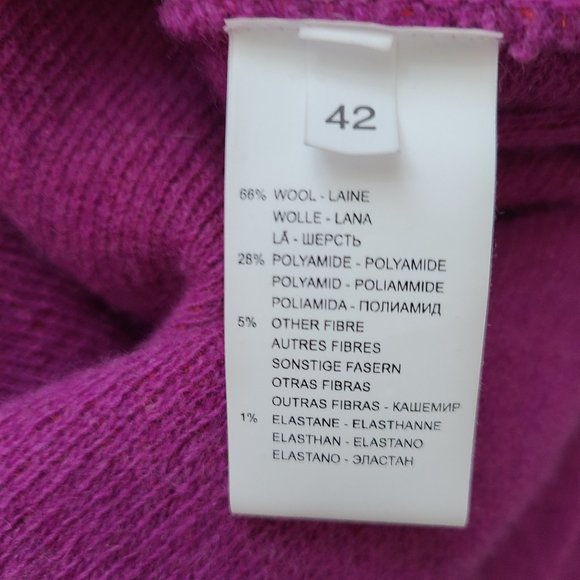 42
66% WOOL - LAINE
WOLLE - LANA
LÃ - ШЕРСТЬ
28% POLYAMIDE - POLYAMIDE
POLYAMID - POLIAMMIDE
POLIAMIDA - ПОЛИАМИД
5% OTHER FIBRE
AUTRES FIBRES
SONSTIGE FASERN
OTRAS FIBRAS
OUTRAS FIBRAS - КАШЕМИР
1% ELASTANE - ELASTHANNE
ELASTHAN - ELASTANO
ELASTANO - ЭЛАСТАН